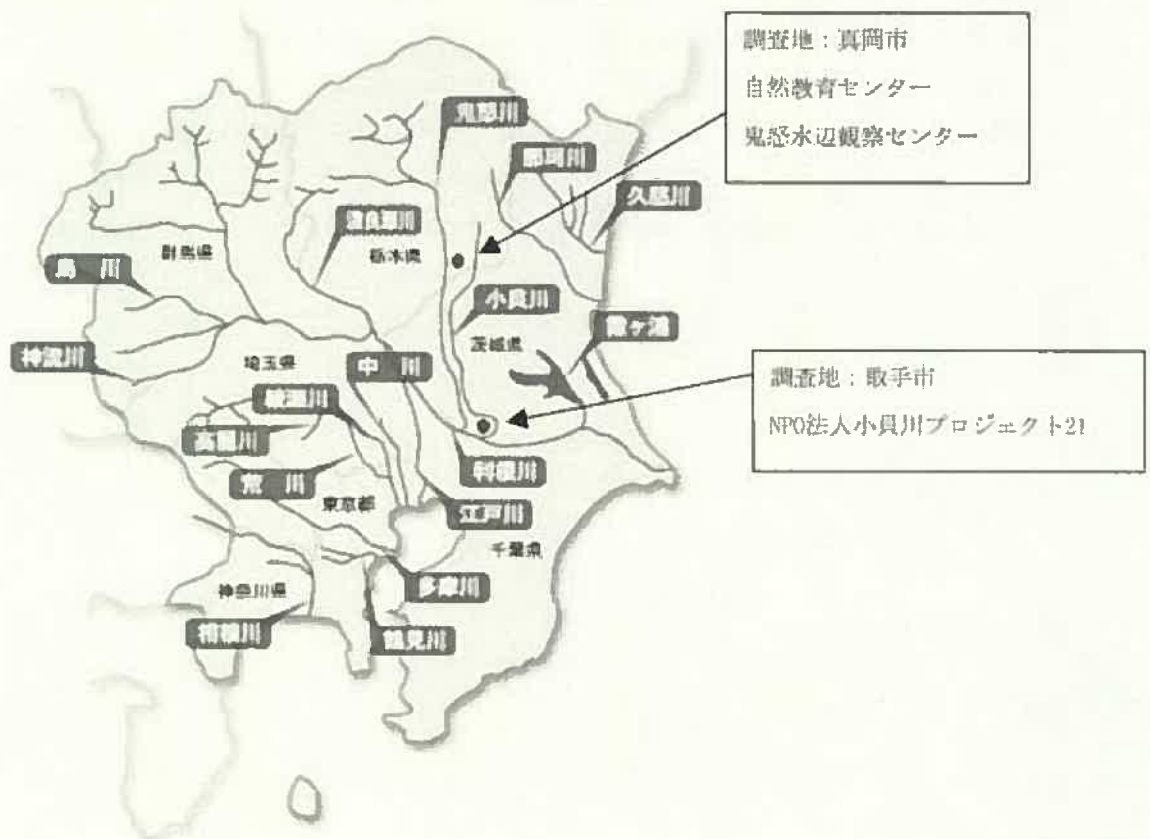 調査地：真岡市
自然教育センター
鬼怒水辺観察センター
鬼怒川
那珂川
久慈川
渡良瀬川
群馬県
栃木県
烏　川
小貝川
霞ヶ浦
茨城県
神流川
埼玉県
中　川
綾瀬川
高麗川
利根川
荒　川
東京都
江戸川
千葉県
神奈川県
多摩川
相模川
鶴見川
調査地：取手市
NPO法人小貝川プロジェクト21